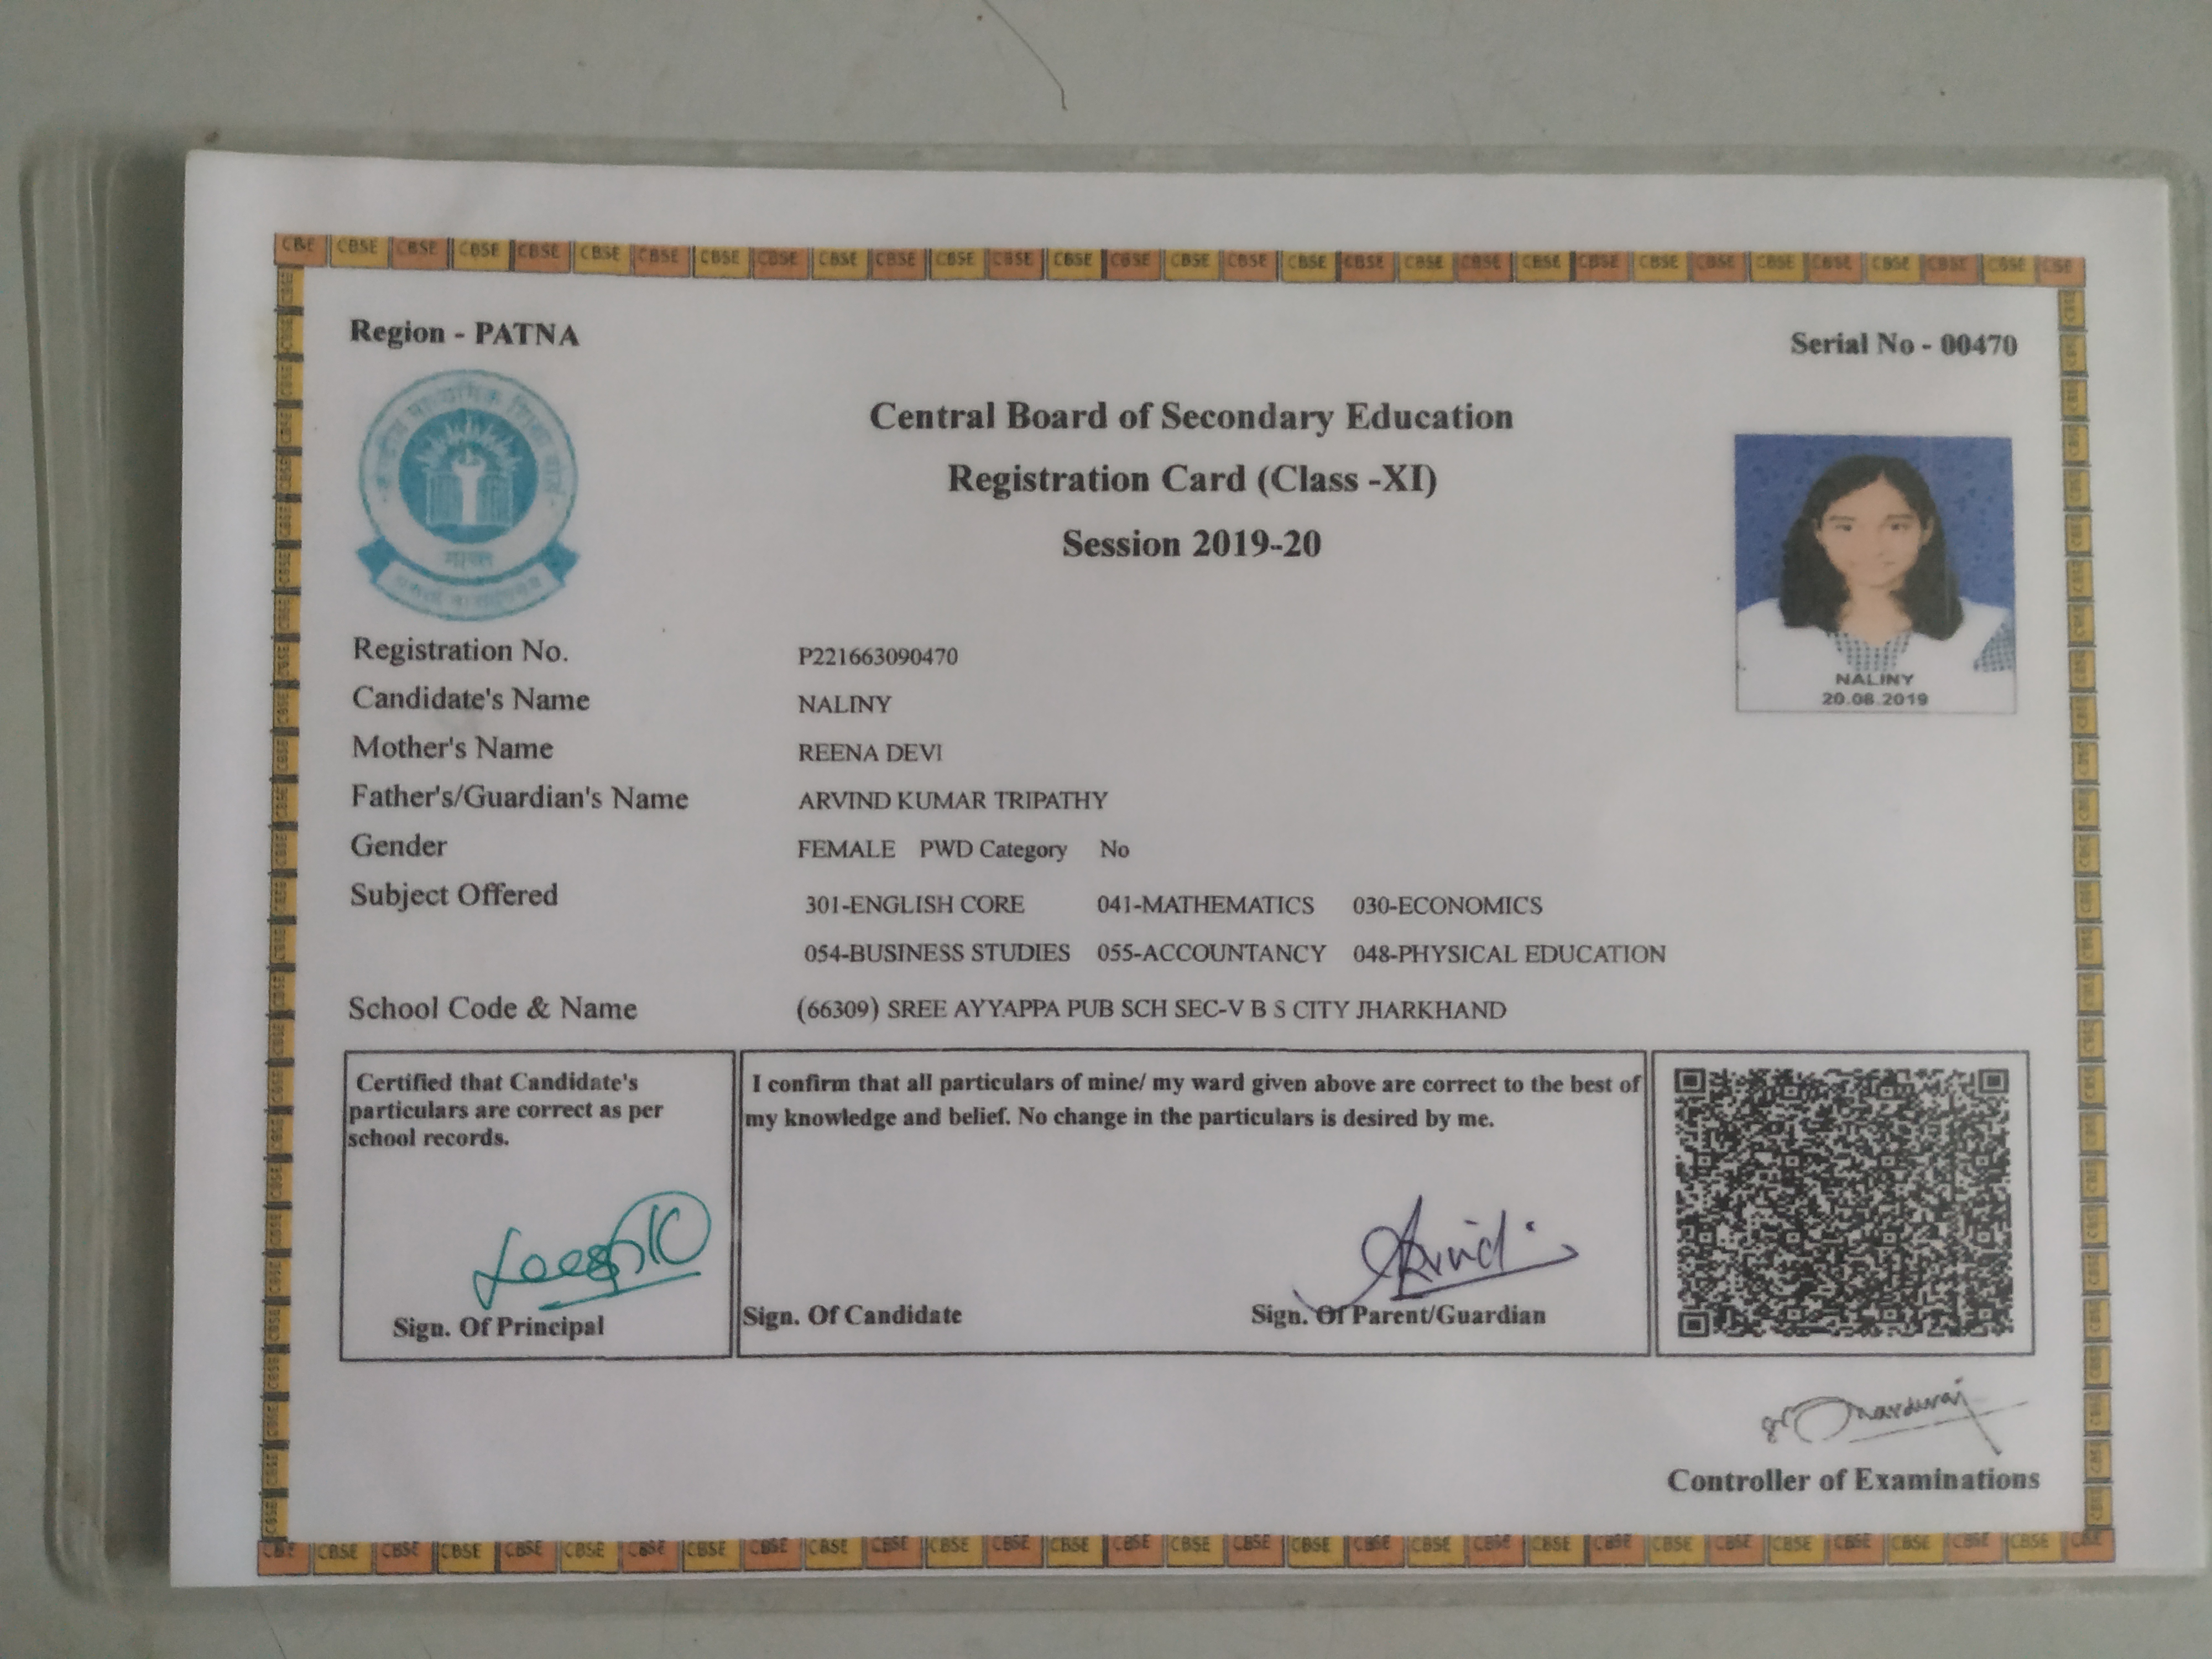 Region - PATNA
Serial No - 00470
Central Board of Secondary Education
Registration Card (Class -XI)
Session 2019-20
Registration No. P221663090470
Candidate's Name NALINY
Mother's Name REENA DEVI
Father's/Guardian's Name ARVIND KUMAR TRIPATHY
Gender FEMALE PWD Category No
Subject Offered 301-ENGLISH CORE 041-MATHEMATICS 030-ECONOMICS
054-BUSINESS STUDIES 055-ACCOUNTANCY 048-PHYSICAL EDUCATION
School Code & Name (66309) SREE AYYAPPA PUB SCH SEC-V B S CITY JHARKHAND
NALINY
20.08.2019
Certified that Candidate's
particulars are correct as per
school records.
Sign. Of Principal
I confirm that all particulars of mine/ my ward given above are correct to the best of
my knowledge and belief. No change in the particulars is desired by me.
Sign. Of Candidate
Sign. Of Parent/Guardian
Controller of Examinations